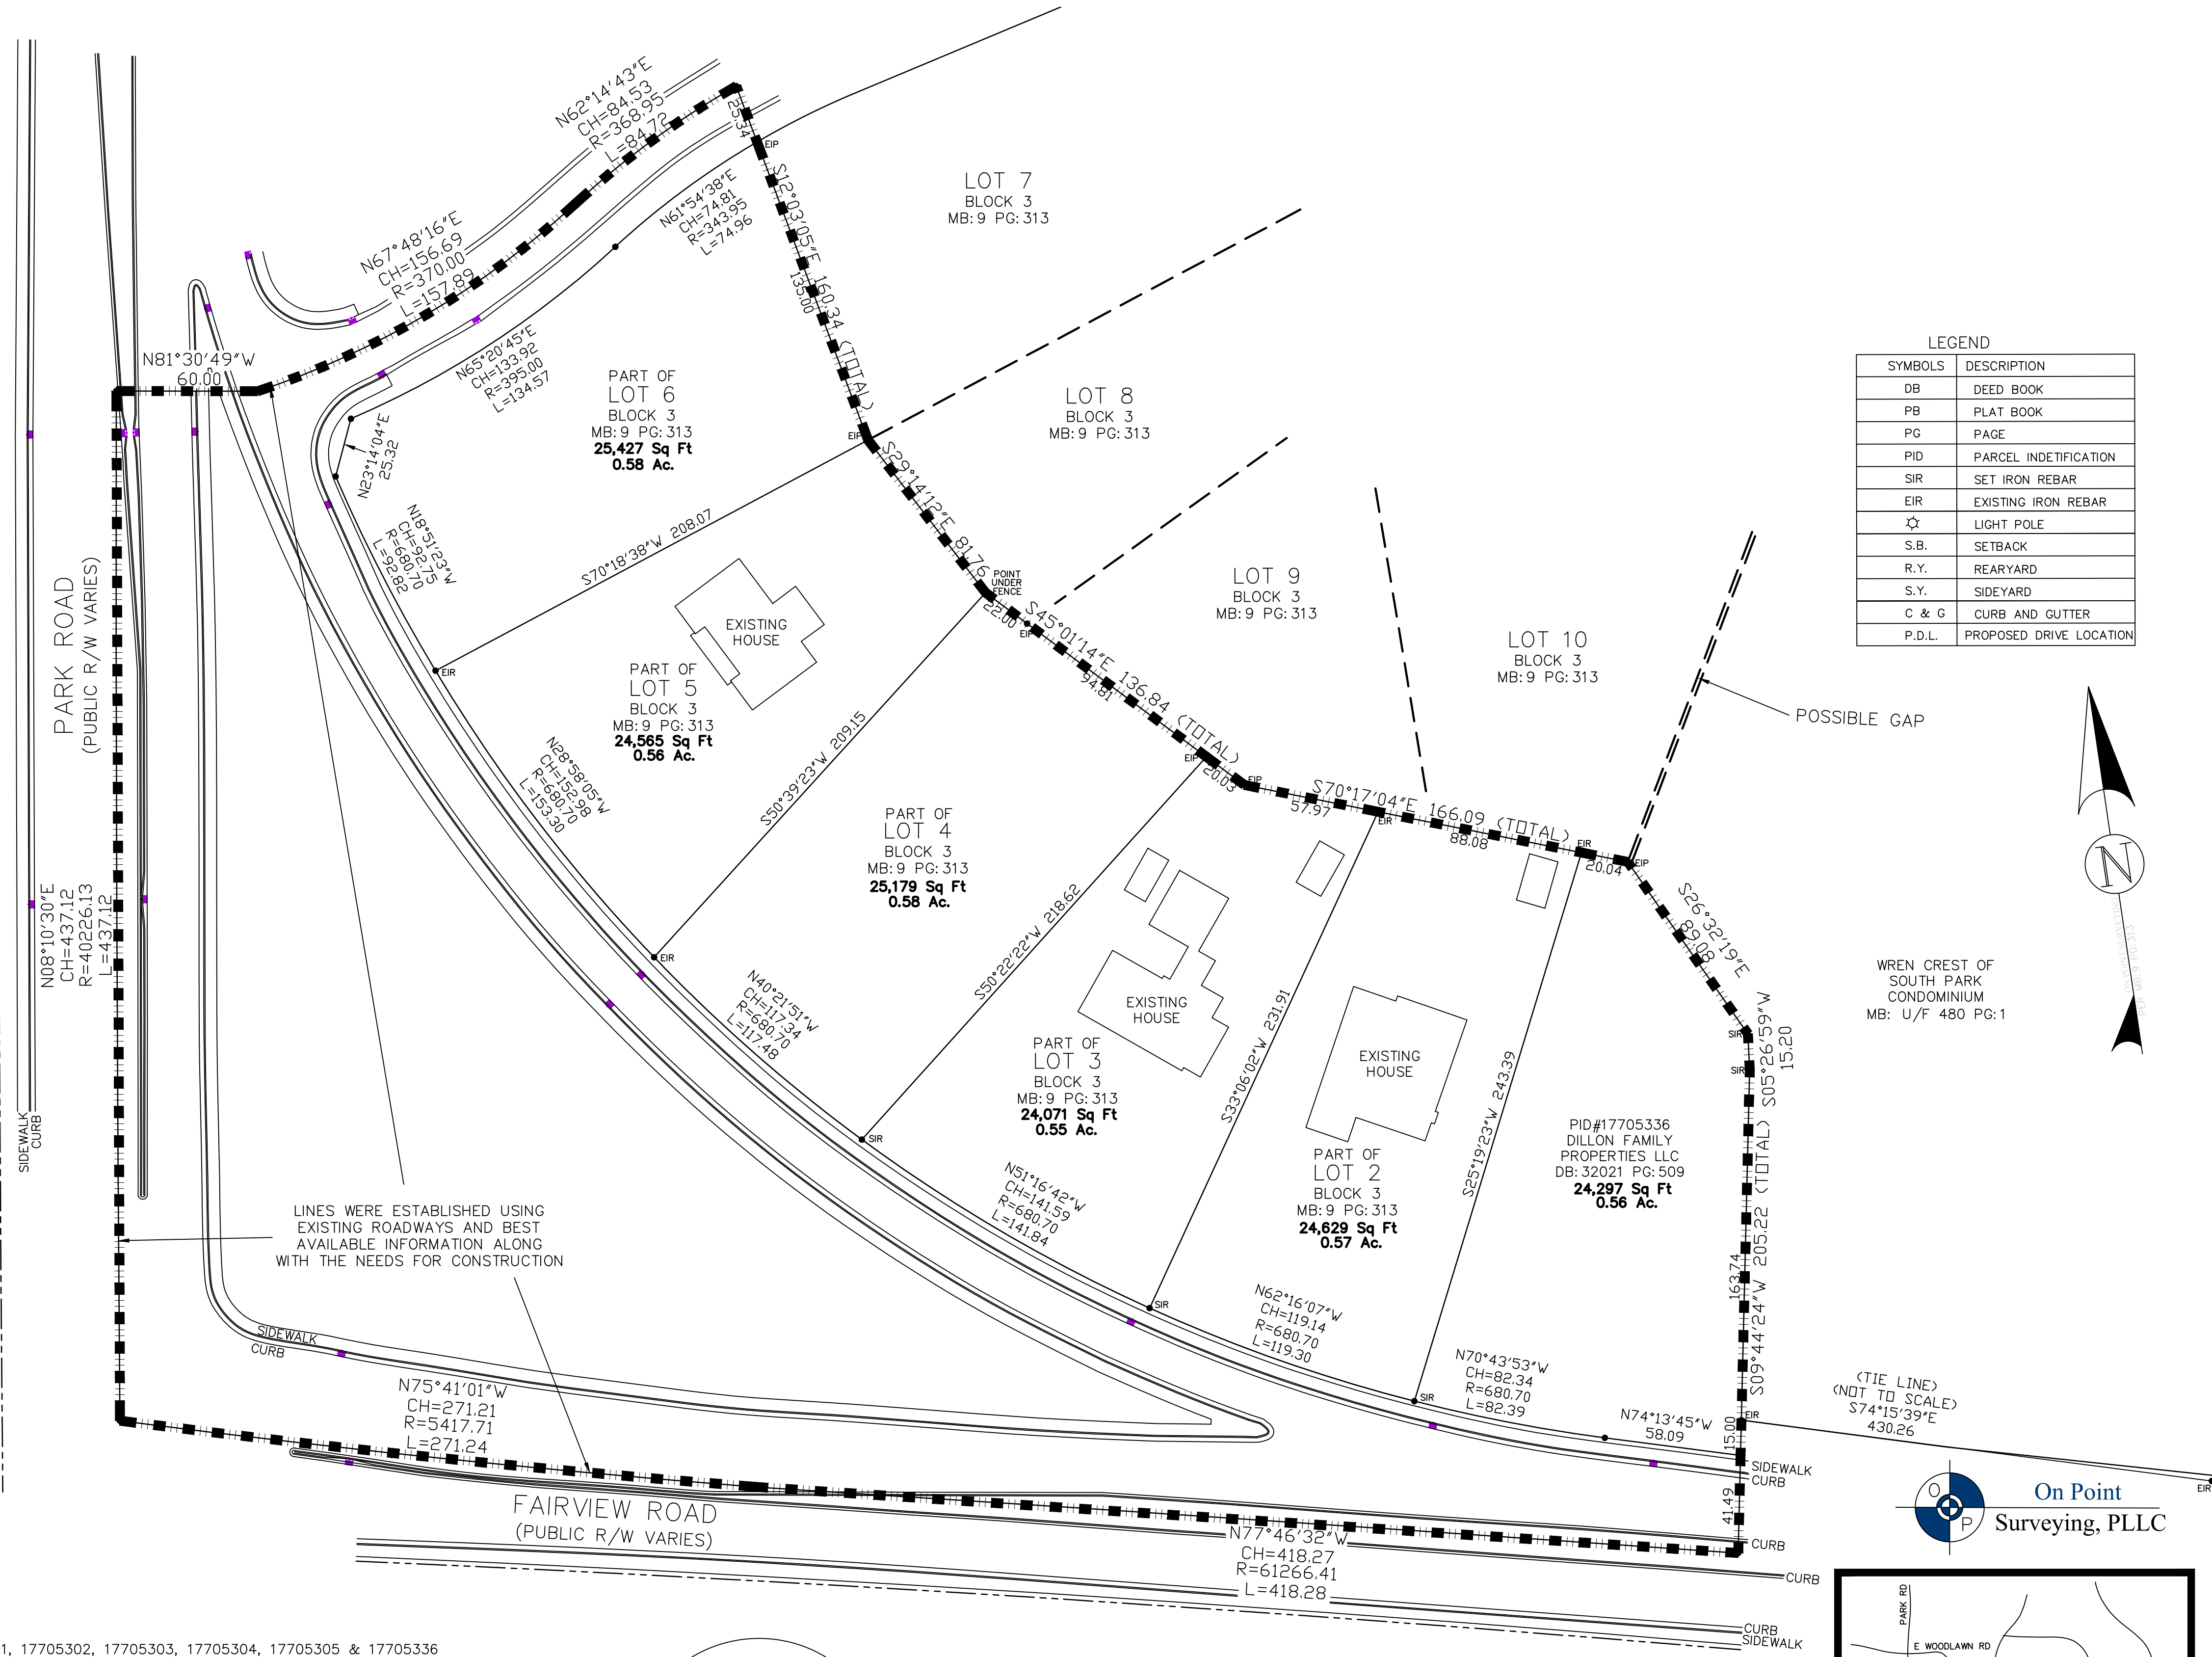 N62°14'43"E
CH=84.53
R=368.95
L=84.72
25.34
EIP
S12°03'05"E 160.34 (TOTAL)
135.00
N61°54'38"E
CH=74.81
R=343.95
L=74.96
LOT 7
BLOCK 3
MB: 9 PG: 313
N67°48'16"E
CH=156.69
R=370.00
L=157.89
N81°30'49"W
60.00
N65°20'45"E
CH=133.92
R=395.00
L=134.57
N23°14'04"E
25.32
PART OF
LOT 6
BLOCK 3
MB: 9 PG: 313
25,427 Sq Ft
0.58 Ac.
EIP
LOT 8
BLOCK 3
MB: 9 PG: 313
LEGEND
SYMBOLS DESCRIPTION
DB DEED BOOK
PB PLAT BOOK
PG PAGE
PID PARCEL INDETIFICATION
SIR SET IRON REBAR
EIR EXISTING IRON REBAR
LIGHT POLE
S.B. SETBACK
R.Y. REARYARD
S.Y. SIDEYARD
C & G CURB AND GUTTER
P.D.L. PROPOSED DRIVE LOCATION
N18°51'23"W
CH=92.75
R=680.70
L=92.82
S70°18'38"W 208.07
S29°14'12"E 81.76
POINT
UNDER
FENCE
22.00
EIP
S45°01'14"E 136.84 (TOTAL)
94.81
LOT 9
BLOCK 3
MB: 9 PG: 313
LOT 10
BLOCK 3
MB: 9 PG: 313
POSSIBLE GAP
PARK ROAD
(PUBLIC R/W VARIES)
EIR
EXISTING
HOUSE
PART OF
LOT 5
BLOCK 3
MB: 9 PG: 313
24,565 Sq Ft
0.56 Ac.
N28°58'05"W
CH=152.98
R=680.70
L=153.30
S50°39'23"W 209.15
EIP
20.03
EIP
S70°17'04"E 166.09 (TOTAL)
57.97
EIR
88.08
EIR
20.04
EIP
N
PART OF
LOT 4
BLOCK 3
MB: 9 PG: 313
25,179 Sq Ft
0.58 Ac.
N08°10'30"E
CH=437.12
R=40226.13
L=437.12
EIR
S50°22'22"W 218.62
S26°32'19"E
89.08
WREN CREST OF
SOUTH PARK
CONDOMINIUM
MB: U/F 480 PG: 1
N40°21'51"W
CH=117.34
R=680.70
L=117.48
EXISTING
HOUSE
PART OF
LOT 3
BLOCK 3
MB: 9 PG: 313
24,071 Sq Ft
0.55 Ac.
S33°06'02"W 231.91
EXISTING
HOUSE
S25°19'23"W 243.39
SIR
SIR
S05°26'59"W
15.20
SIDEWALK
CURB
SIR
PID#17705336
DILLON FAMILY
PROPERTIES LLC
DB: 32021 PG: 509
24,297 Sq Ft
0.56 Ac.
PART OF
LOT 2
BLOCK 3
MB: 9 PG: 313
24,629 Sq Ft
0.57 Ac.
N51°16'42"W
CH=141.59
R=680.70
L=141.84
S09°44'24"W 205.22 (TOTAL)
163.74
LINES WERE ESTABLISHED USING
EXISTING ROADWAYS AND BEST
AVAILABLE INFORMATION ALONG
WITH THE NEEDS FOR CONSTRUCTION
SIR
N62°16'07"W
CH=119.14
R=680.70
L=119.30
SIDEWALK
CURB
SIR
N70°43'53"W
CH=82.34
R=680.70
L=82.39
N74°13'45"W
58.09
EIR
15.00
(TIE LINE)
(NOT TO SCALE)
S74°15'39"E
430.26
EIR
N75°41'01"W
CH=271.21
R=5417.71
L=271.24
SIDEWALK
CURB
41.49
FAIRVIEW ROAD
(PUBLIC R/W VARIES)
N77°46'32"W
CH=418.27
R=61266.41
L=418.28
CURB
CURB
O
P
On Point
Surveying, PLLC
CURB
SIDEWALK
PARK RD
E WOODLAWN RD
1, 17705302, 17705303, 17705304, 17705305 & 17705336